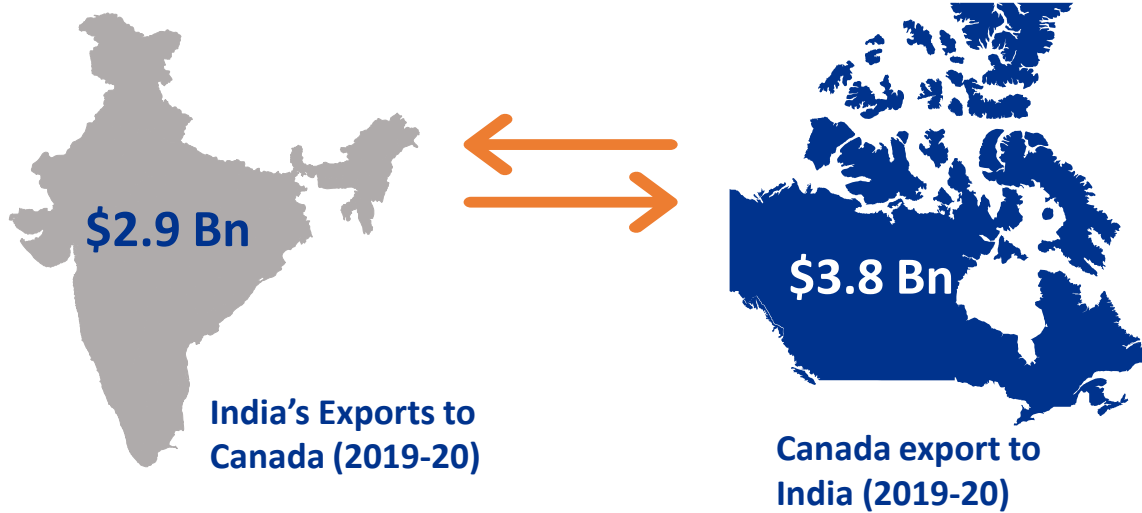 $2.9 Bn
India's Exports to
Canada (2019-20)
$3.8 Bn
Canada export to
India (2019-20)